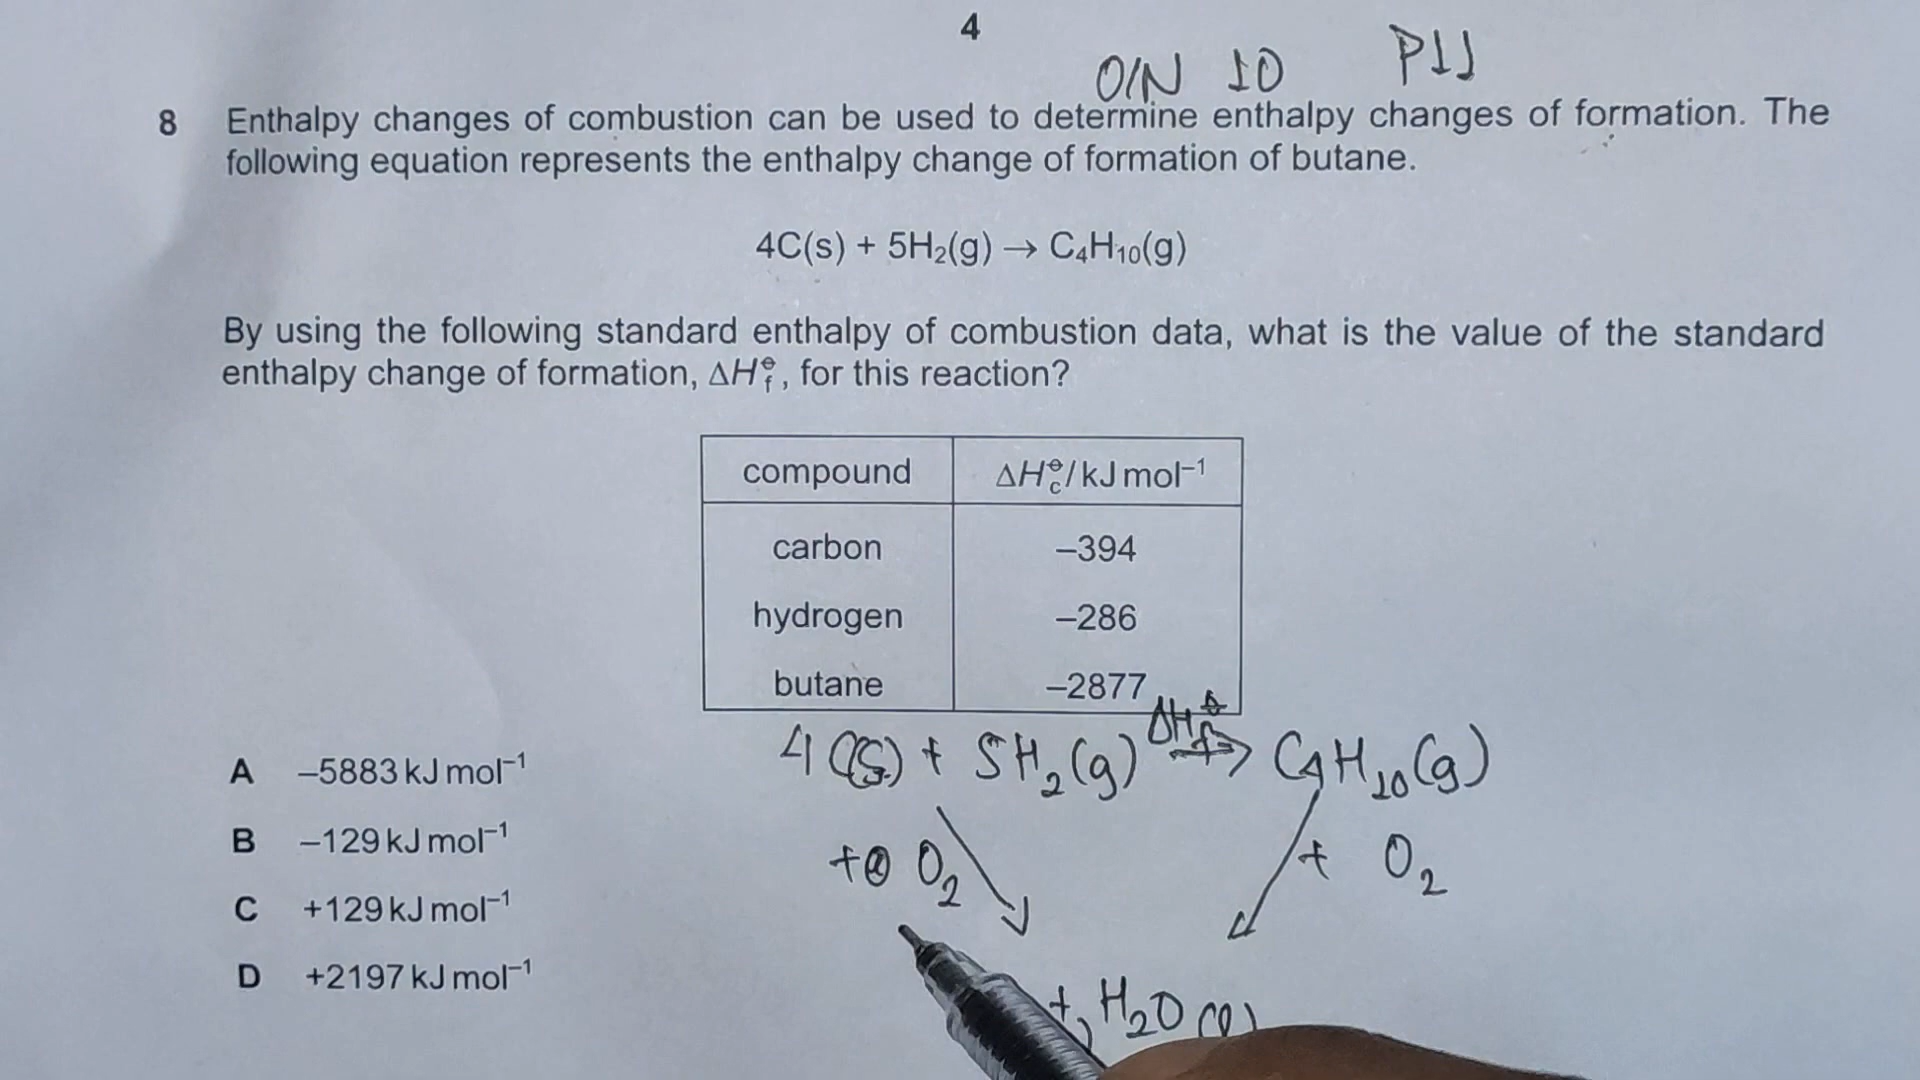 4
O/N 10 P11
8 Enthalpy changes of combustion can be used to determine enthalpy changes of formation. The
following equation represents the enthalpy change of formation of butane.
4C(s) + 5H₂(g) → C₄H₁₀(g)
By using the following standard enthalpy of combustion data, what is the value of the standard
enthalpy change of formation, ΔH⦵f, for this reaction?
compound ΔH⦵c/kJ mol⁻¹
carbon –394
hydrogen –286
butane –2877
4C(s) + 5H₂(g) ΔH⦵f → C₄H₁₀(g)
+ O₂ + O₂
+ H₂O (l)
A –5883 kJ mol⁻¹
B –129 kJ mol⁻¹
C +129 kJ mol⁻¹
D +2197 kJ mol⁻¹